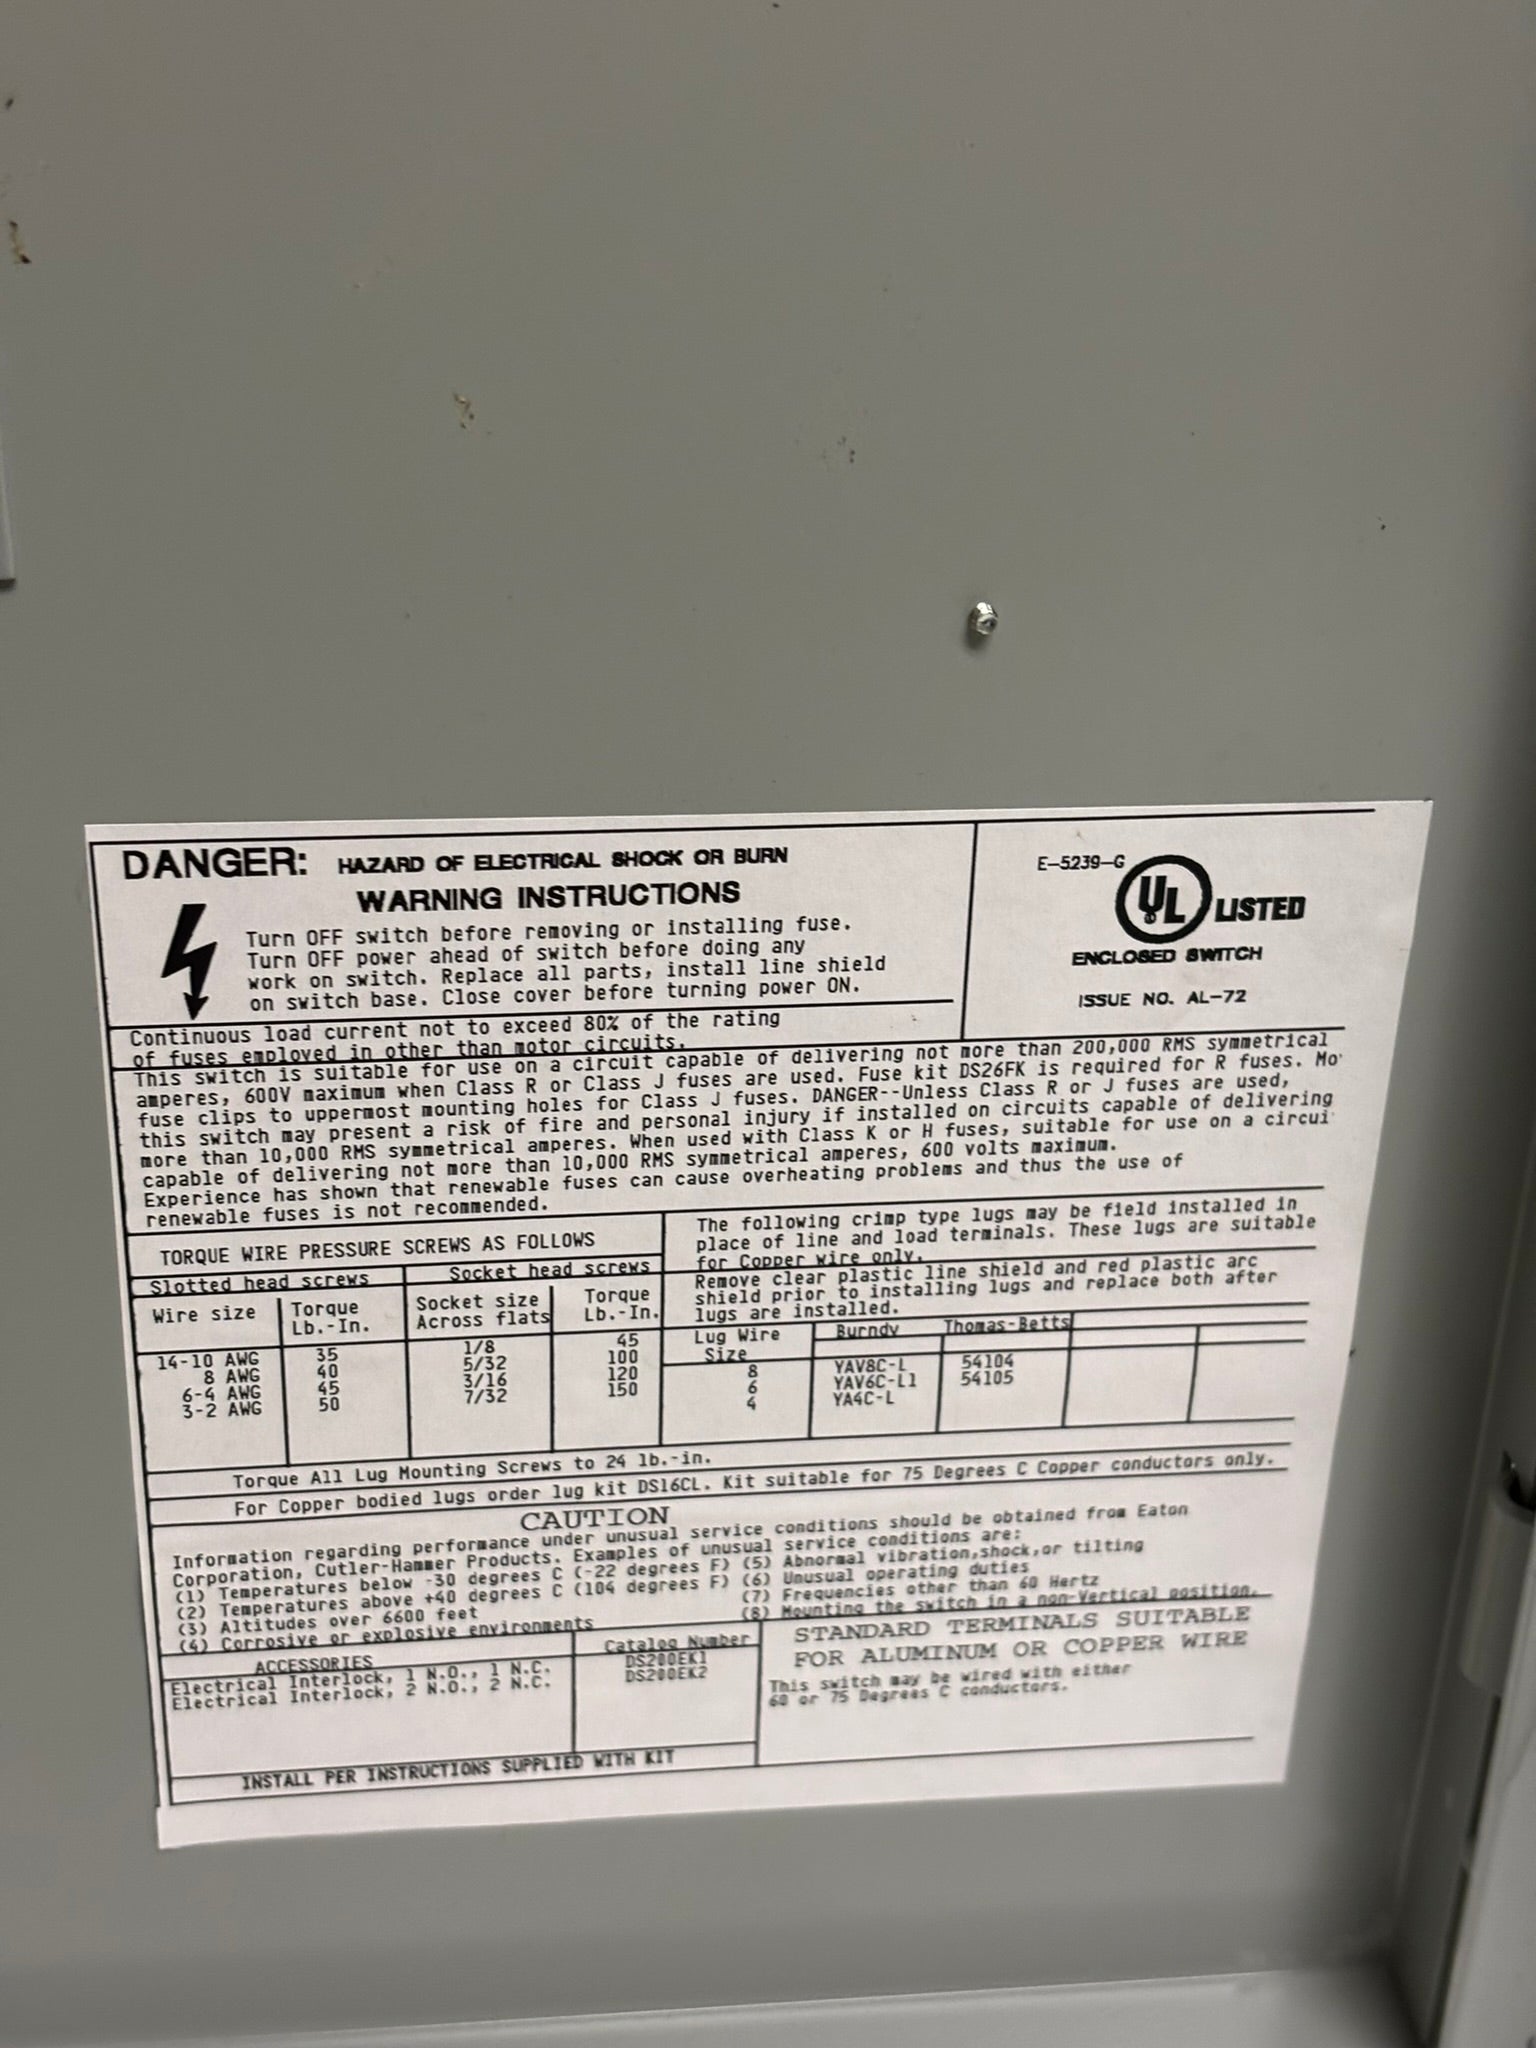 DANGER: HAZARD OF ELECTRICAL SHOCK OR BURN
WARNING INSTRUCTIONS
Turn OFF switch before removing or installing fuse.
Turn OFF power ahead of switch before doing any
work on switch. Replace all parts, install line shield
on switch base. Close cover before turning power ON.
E-5239-G
UL LISTED
ENCLOSED SWITCH
ISSUE NO. AL-72
Continuous load current not to exceed 80% of the rating
of fuses employed in other than motor circuits.
This switch is suitable for use on a circuit capable of delivering not more than 200,000 RMS symmetrical
amperes, 600V maximum when Class R or Class J fuses are used. Fuse kit DS26FK is required for R fuses. Mo
fuse clips to uppermost mounting holes for Class J fuses. DANGER--Unless Class R or J fuses are used,
this switch may present a risk of fire and personal injury if installed on circuits capable of delivering
more than 10,000 RMS symmetrical amperes. When used with Class K or H fuses, suitable for use on a circui
capable of delivering not more than 10,000 RMS symmetrical amperes, 600 volts maximum.
Experience has shown that renewable fuses can cause overheating problems and thus the use of
renewable fuses is not recommended.
TORQUE WIRE PRESSURE SCREWS AS FOLLOWS
Slotted head screws Socket head screws
Wire size Torque Lb.-In. Socket size Across flats Torque Lb.-In.
14-10 AWG 35 1/8 45
8 AWG 40 5/32 100
6-4 AWG 45 3/16 120
3-2 AWG 50 7/32 150
The following crimp type lugs may be field installed in
place of line and load terminals. These lugs are suitable
for Copper wire only.
Remove clear plastic line shield and red plastic arc
shield prior to installing lugs and replace both after
lugs are installed.
Lug Wire Size Burndy Thomas-Betts
8 YAV8C-L 54104
6 YAV6C-L1 54105
4 YA4C-L
Torque All Lug Mounting Screws to 24 lb.-in.
For Copper bodied lugs order lug kit DS16CL. Kit suitable for 75 Degrees C Copper conductors only.
CAUTION
Information regarding performance under unusual service conditions should be obtained from Eaton
Corporation, Cutler-Hammer Products. Examples of unusual service conditions are:
(1) Temperatures below -30 degrees C (-22 degrees F) (5) Abnormal vibration,shock,or tilting
(2) Temperatures above +40 degrees C (104 degrees F) (6) Unusual operating duties
(3) Altitudes over 6600 feet (7) Frequencies other than 60 Hertz
(4) Corrosive or explosive environments (8) Mounting the switch in a non-Vertical position.
ACCESSORIES Catalog Number
Electrical Interlock, 1 N.O., 1 N.C. DS200EK1
Electrical Interlock, 2 N.O., 2 N.C. DS200EK2
STANDARD TERMINALS SUITABLE
FOR ALUMINUM OR COPPER WIRE
This switch may be wired with either
60 or 75 Degrees C conductors.
INSTALL PER INSTRUCTIONS SUPPLIED WITH KIT